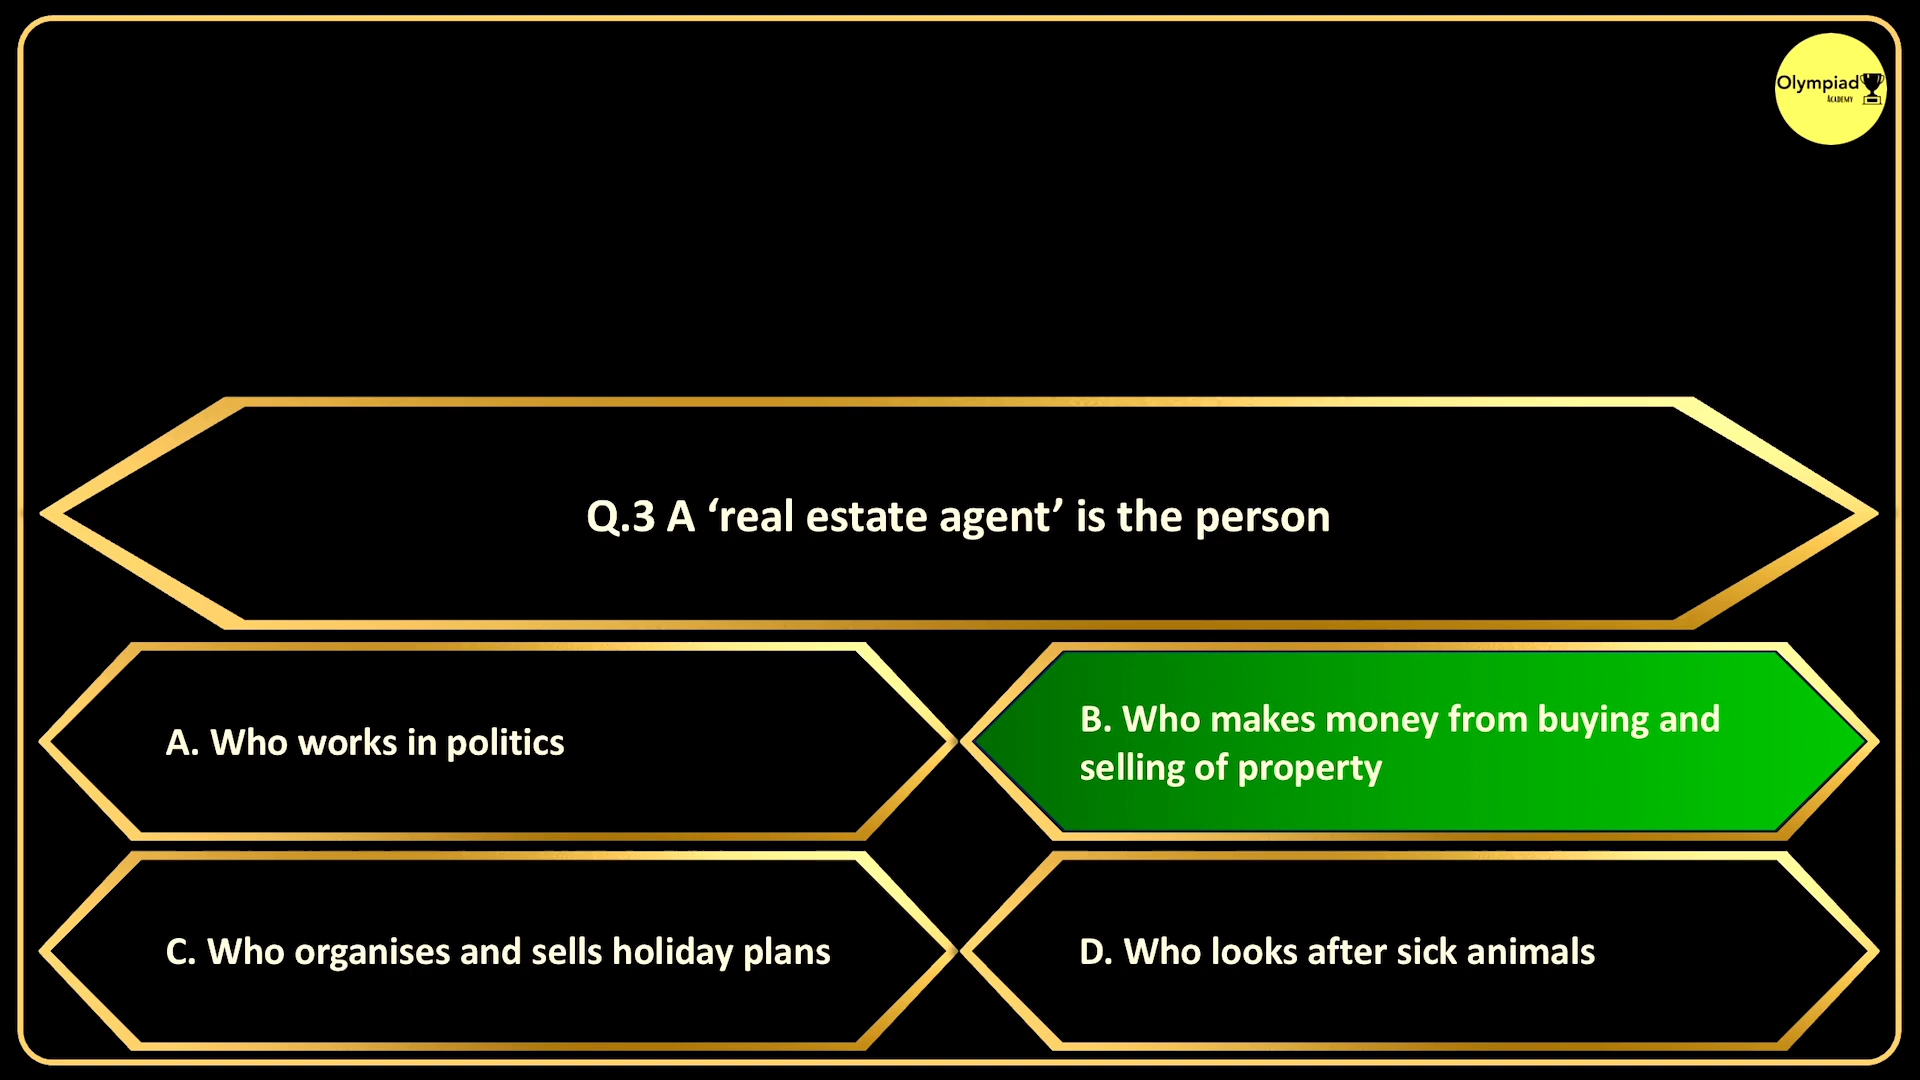 Olympiad
ACADEMY
Q.3 A ‘real estate agent’ is the person
A. Who works in politics
B. Who makes money from buying and
selling of property
C. Who organises and sells holiday plans
D. Who looks after sick animals